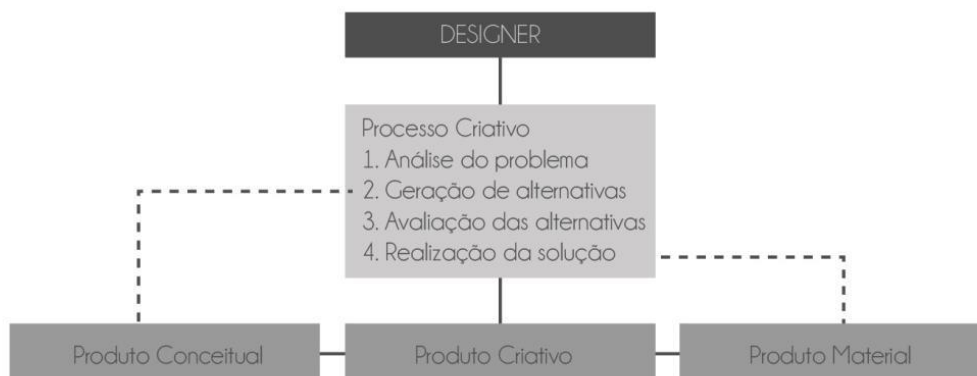 DESIGNER
Processo Criativo
1. Análise do problema
2. Geração de alternativas
3. Avaliação das alternativas
4. Realização da solução
Produto Conceitual
Produto Criativo
Produto Material